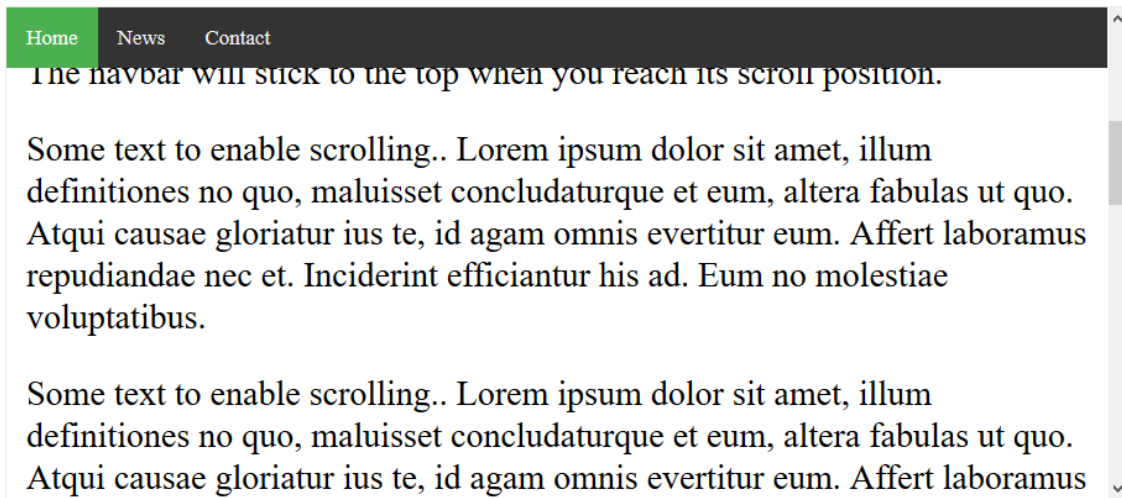 Home News Contact
The navbar will stick to the top when you reach its scroll position.
Some text to enable scrolling.. Lorem ipsum dolor sit amet, illum
definitiones no quo, maluisset concludaturque et eum, altera fabulas ut quo.
Atqui causae gloriatur ius te, id agam omnis evertitur eum. Affert laboramus
repudiandae nec et. Inciderint efficiantur his ad. Eum no molestiae
voluptatibus.
Some text to enable scrolling.. Lorem ipsum dolor sit amet, illum
definitiones no quo, maluisset concludaturque et eum, altera fabulas ut quo.
Atqui causae gloriatur ius te, id agam omnis evertitur eum. Affert laboramus